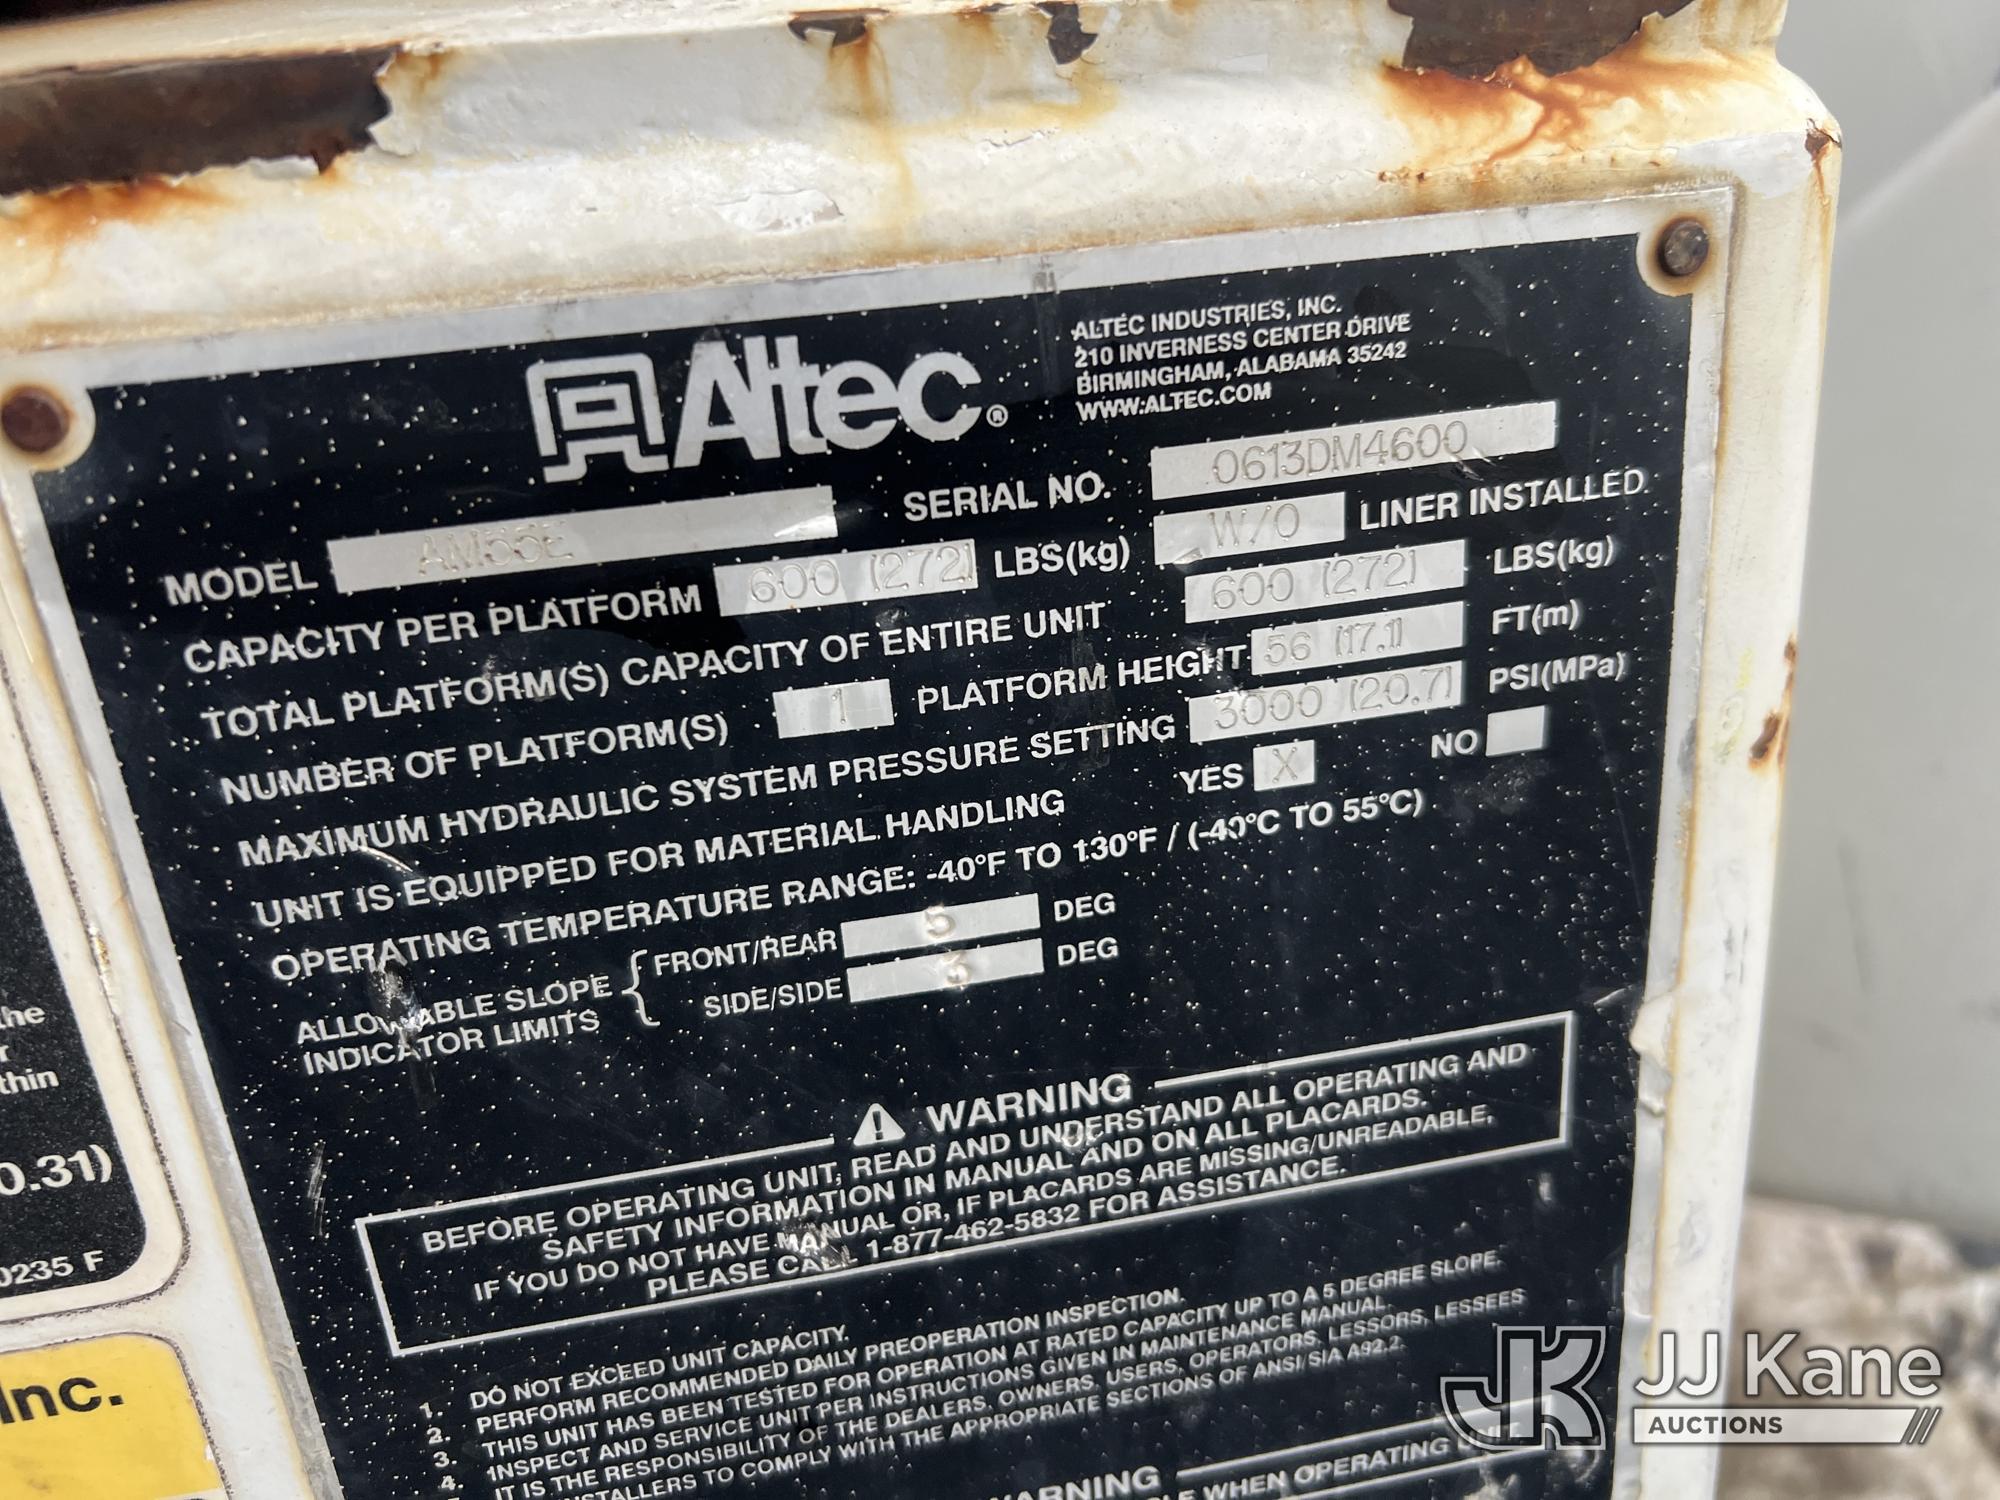 Altec®
ALTEC INDUSTRIES, INC.
210 INVERNESS CENTER DRIVE
BIRMINGHAM, ALABAMA 35242
WWW.ALTEC.COM
MODEL AM55E SERIAL NO. 0613DM4600
CAPACITY PER PLATFORM 600 (272) LBS(kg) W/O LINER INSTALLED
TOTAL PLATFORM(S) CAPACITY OF ENTIRE UNIT 600 (272) LBS(kg)
NUMBER OF PLATFORM(S) 1 PLATFORM HEIGHT 56 (17.1) FT(m)
MAXIMUM HYDRAULIC SYSTEM PRESSURE SETTING 3000 (20.7) PSI(MPa)
UNIT IS EQUIPPED FOR MATERIAL HANDLING YES X NO
OPERATING TEMPERATURE RANGE: -40°F TO 130°F / (-40°C TO 55°C)
ALLOWABLE SLOPE { FRONT/REAR 5 DEG
INDICATOR LIMITS SIDE/SIDE DEG
WARNING
BEFORE OPERATING UNIT, READ AND UNDERSTAND ALL OPERATING AND
SAFETY INFORMATION IN MANUAL AND ON ALL PLACARDS.
IF YOU DO NOT HAVE MANUAL OR, IF PLACARDS ARE MISSING/UNREADABLE,
PLEASE CALL 1-877-462-5832 FOR ASSISTANCE.
1. DO NOT EXCEED UNIT CAPACITY.
2. PERFORM RECOMMENDED DAILY PREOPERATION INSPECTION.
3. THIS UNIT HAS BEEN TESTED FOR OPERATION AT RATED CAPACITY UP TO A 5 DEGREE SLOPE.
4. INSPECT AND SERVICE UNIT PER INSTRUCTIONS GIVEN IN MAINTENANCE MANUAL.
IT IS THE RESPONSIBILITY OF THE DEALERS, OWNERS, USERS, OPERATORS, LESSORS, LESSEES
STALLERS TO COMPLY WITH THE APPROPRIATE SECTIONS OF ANSI/SIA A92.2.
WARNING
WHEN OPERATING UNIT.
he
r
thin
0.31)
0235 F
Inc.
JK JJ Kane
AUCTIONS